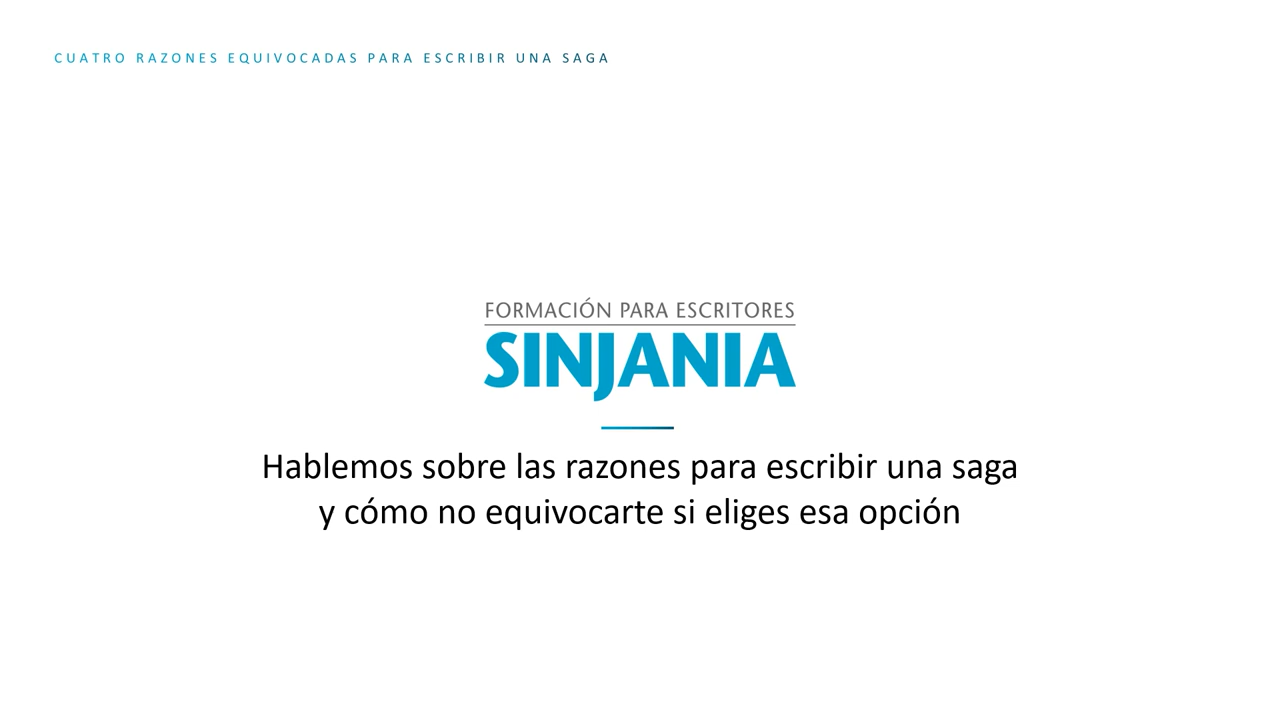 CUATRO RAZONES EQUIVOCADAS PARA ESCRIBIR UNA SAGA
FORMACIÓN PARA ESCRITORES
SINJANIA
Hablemos sobre las razones para escribir una saga
y cómo no equivocarte si eliges esa opción